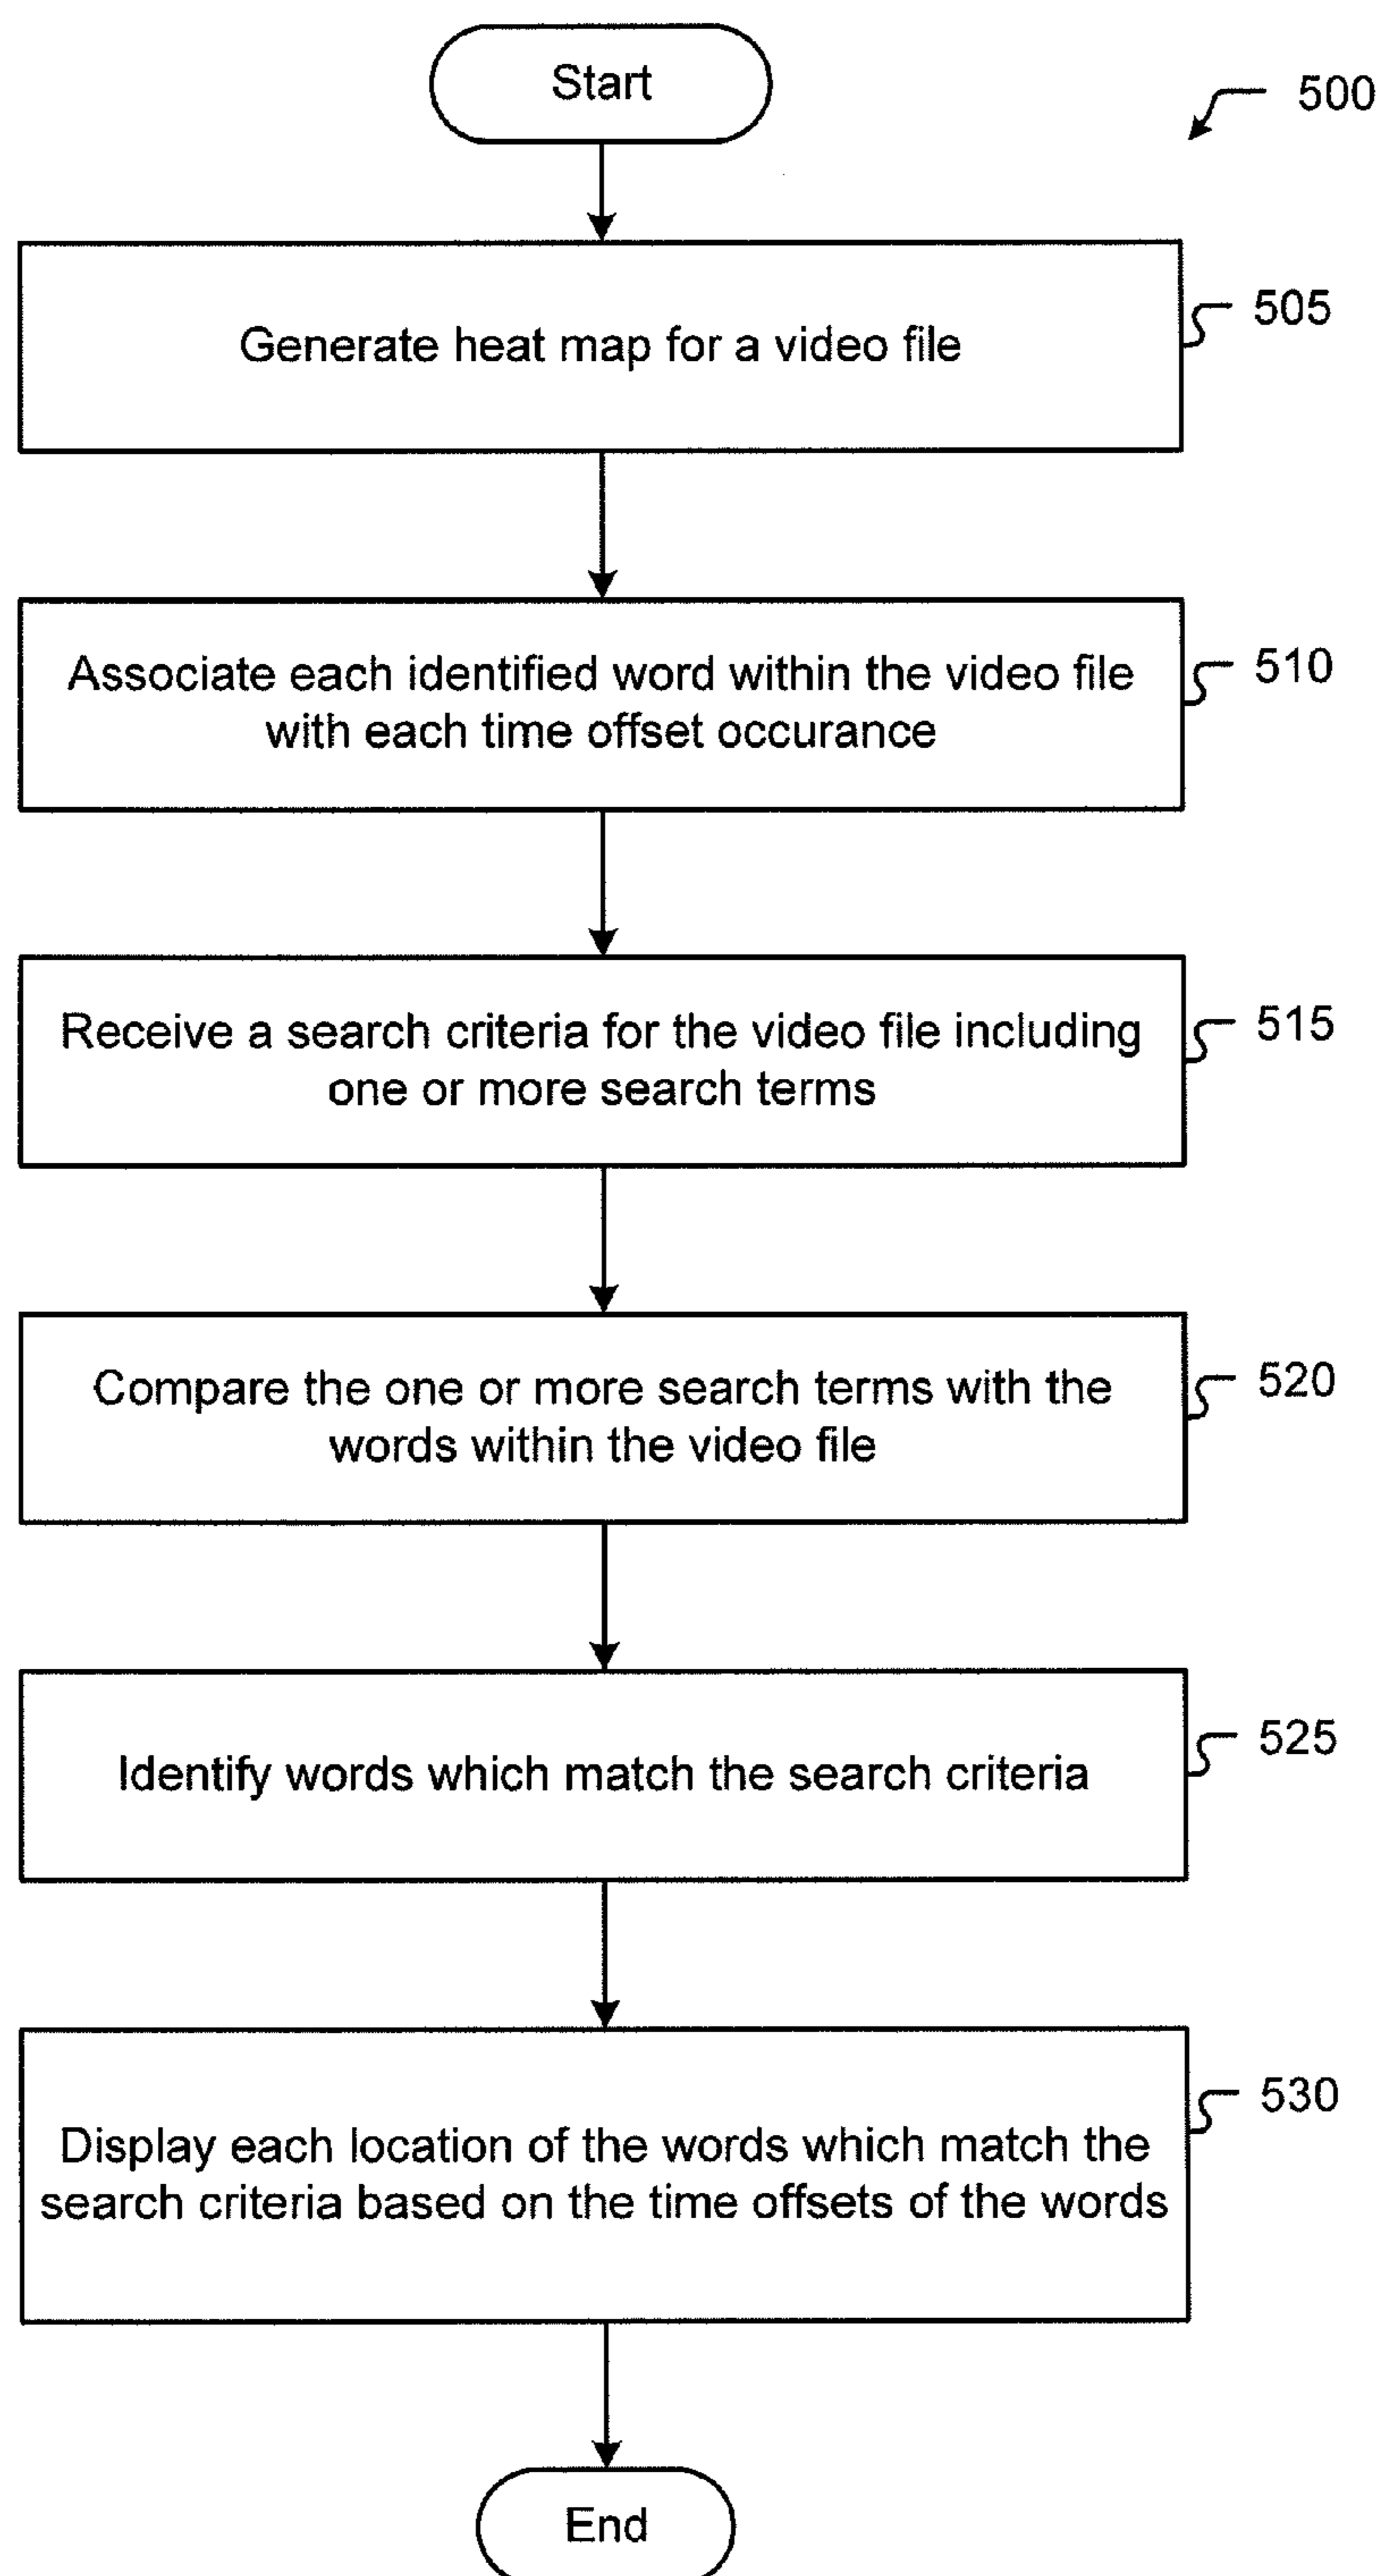 Start
500
Generate heat map for a video file
505
Associate each identified word within the video file
with each time offset occurance
510
Receive a search criteria for the video file including
one or more search terms
515
Compare the one or more search terms with the
words within the video file
520
Identify words which match the search criteria
525
Display each location of the words which match the
search criteria based on the time offsets of the words
530
End